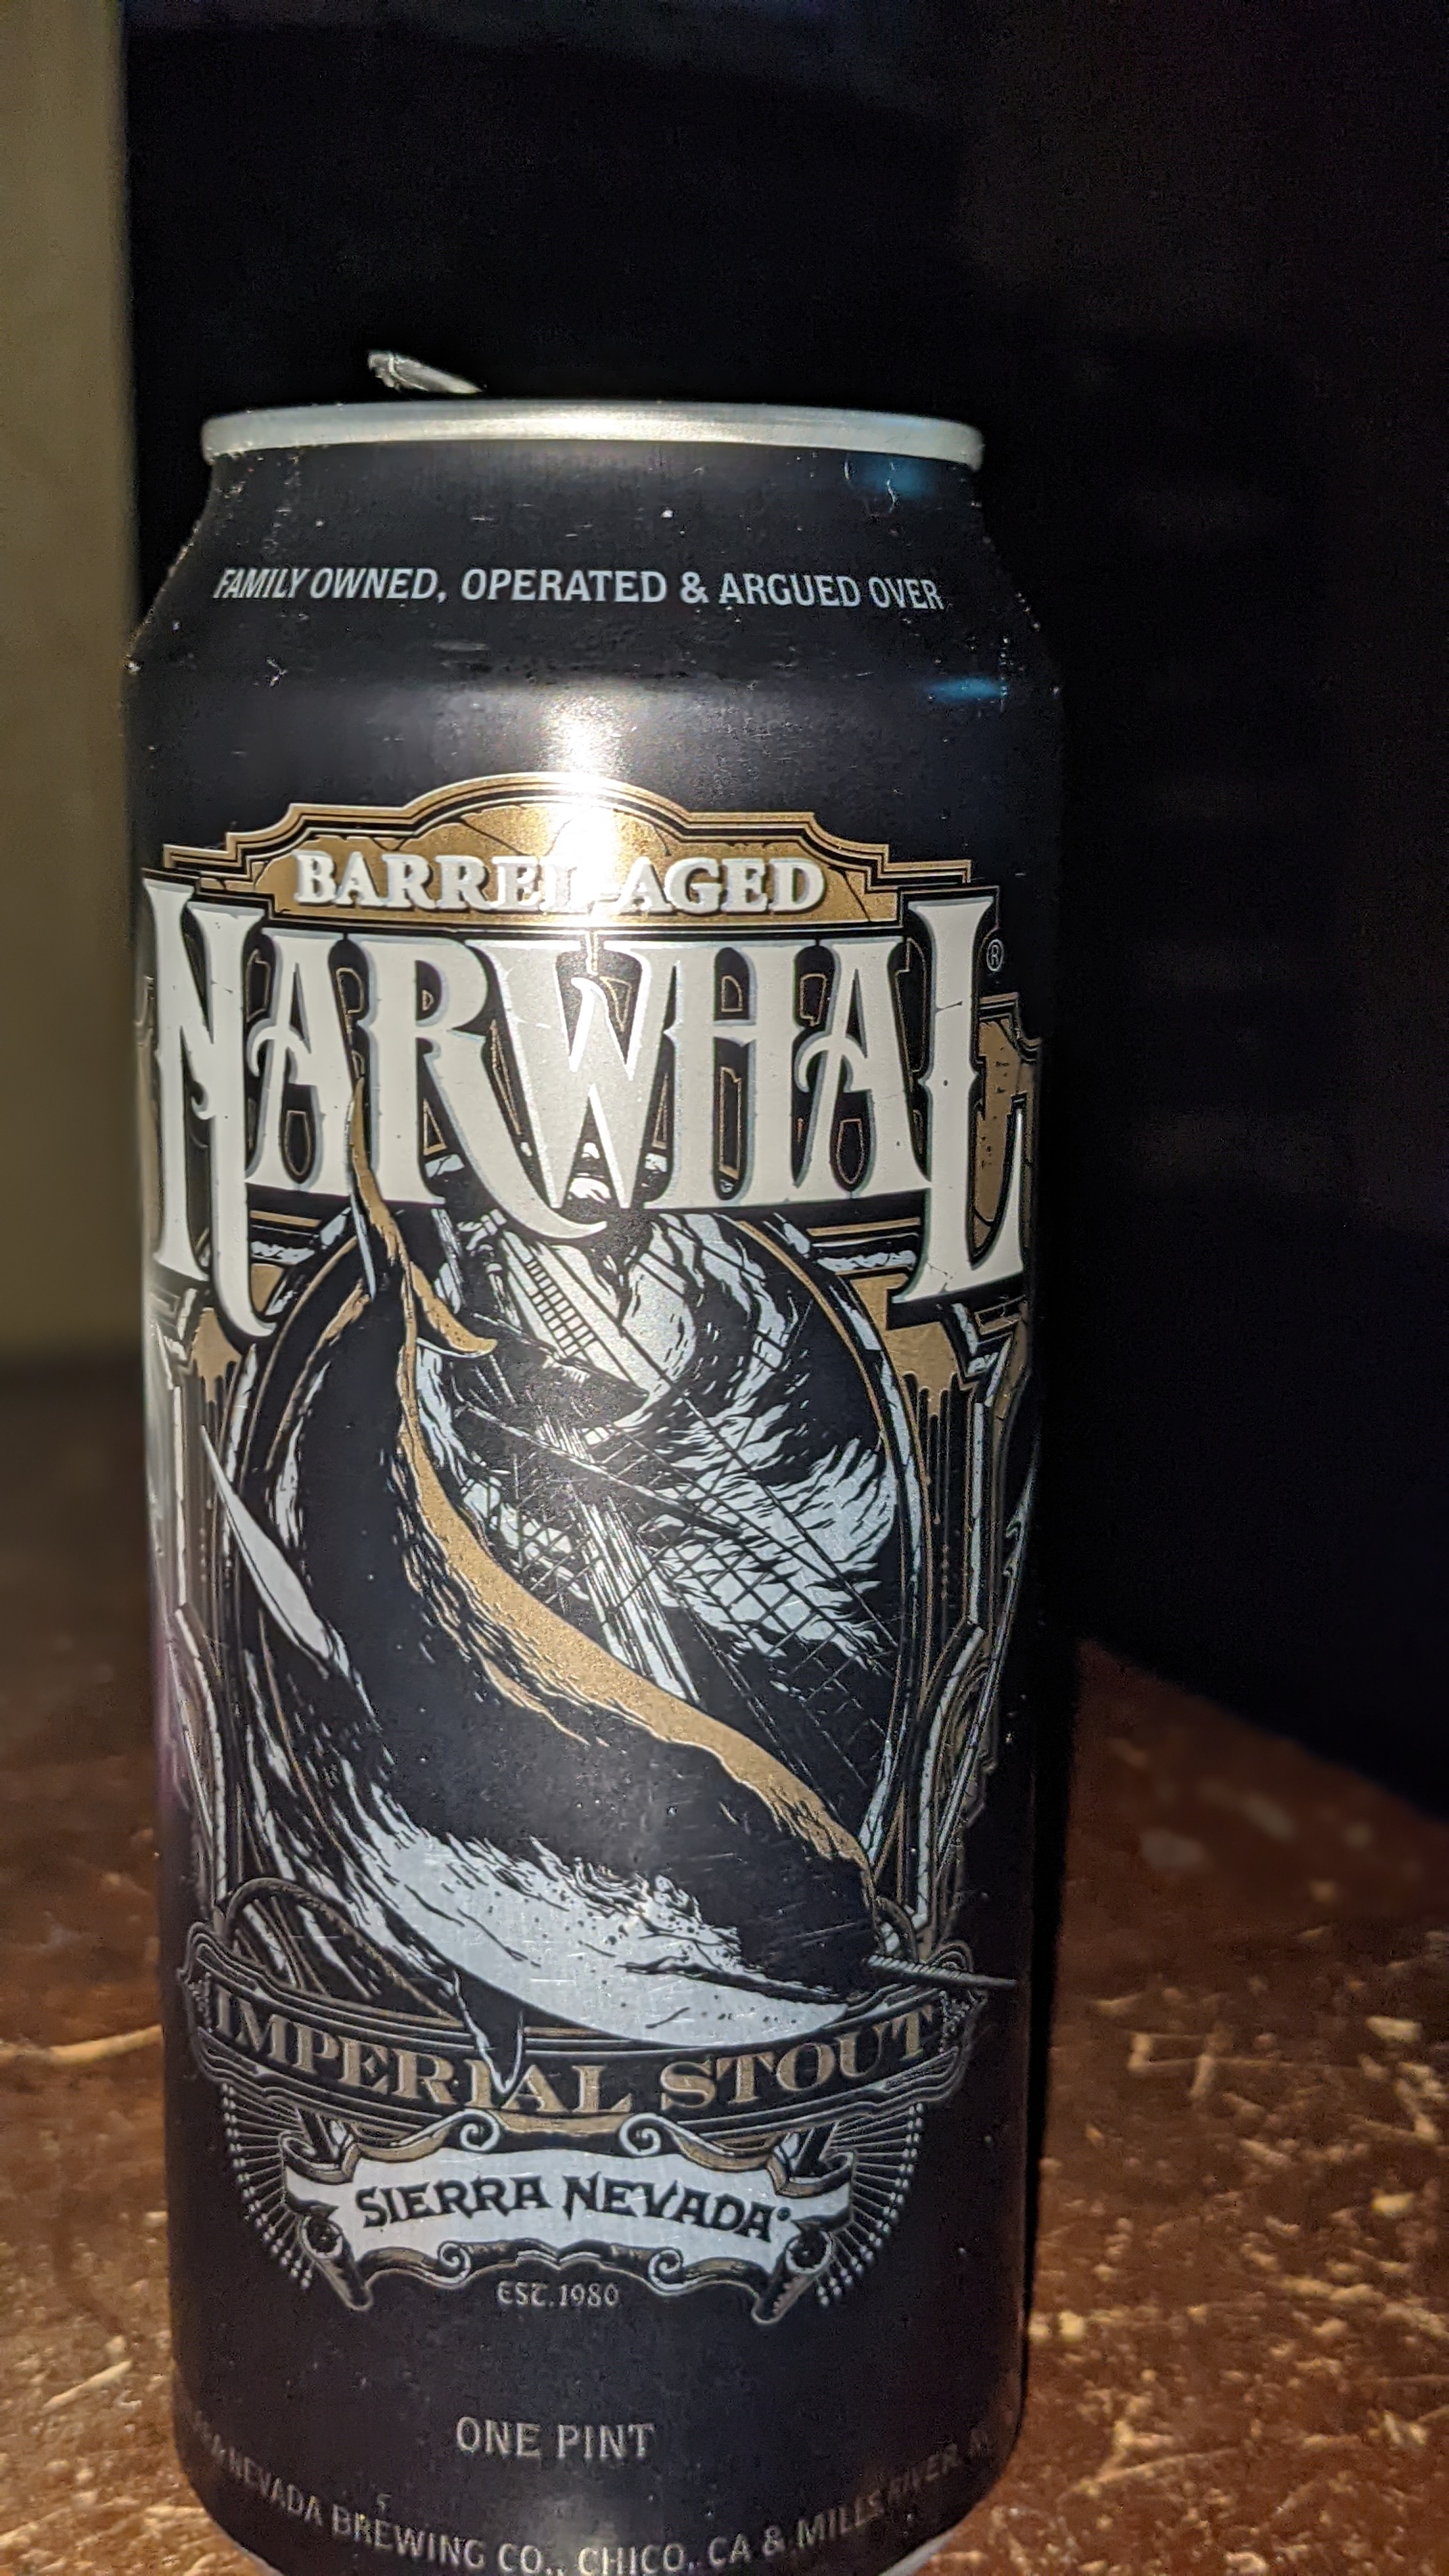 FAMILY OWNED, OPERATED & ARGUED OVER
BARREL-AGED
NARWHAL®
IMPERIAL STOUT
SIERRA NEVADA®
EST. 1980
ONE PINT
NEVADA BREWING CO., CHICO, CA & MILLS RIVER,